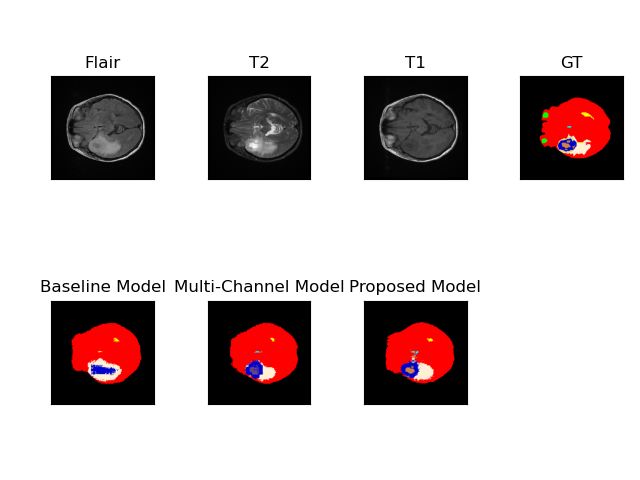 Flair
T2
T1
GT
Baseline Model
Multi-Channel Model
Proposed Model